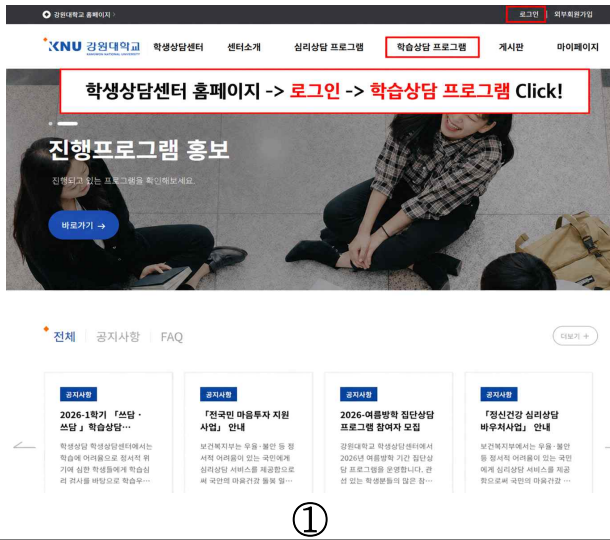 강원대학교 홈페이지
로그인 | 외부회원가입
KNU 강원대학교
학생상담센터 센터소개 심리상담 프로그램 학습상담 프로그램 게시판 마이페이지
학생상담센터 홈페이지 -> 로그인 -> 학습상담 프로그램 Click!
진행프로그램 홍보
진행되고 있는 프로그램을 확인해보세요.
바로가기 →
전체 공지사항 FAQ
더보기 +
공지사항
2026-1학기 「쓰담 ·
쓰담 」 학습상담…
학생상담 학생상담센터에서는
학습에 어려움으로 정서적 위
기에 심한 학생들에게 학습심
리 검사를 바탕으로 학습우…
공지사항
「전국민 마음투자 지원
사업」 안내
보건복지부는 우울·불안 등 정
서적 어려움이 있는 국민에게
심리상담 서비스를 제공함으로
써 국민의 마음건강 돌봄 및…
공지사항
2026-여름방학 집단상담
프로그램 참여자 모집
강원대학교 학생상담센터에서
2026년 여름방학 기간 집단상
담 프로그램을 운영합니다. 관
심 있는 학생분들의 많은 참…
공지사항
「정신건강 심리상담
바우처사업」 안내
보건복지부에서는 우울·불안
등 정서적 어려움이 있는 국민
에게 심리상담 서비스를 제공
함으로써 국민의 마음건강 …
①